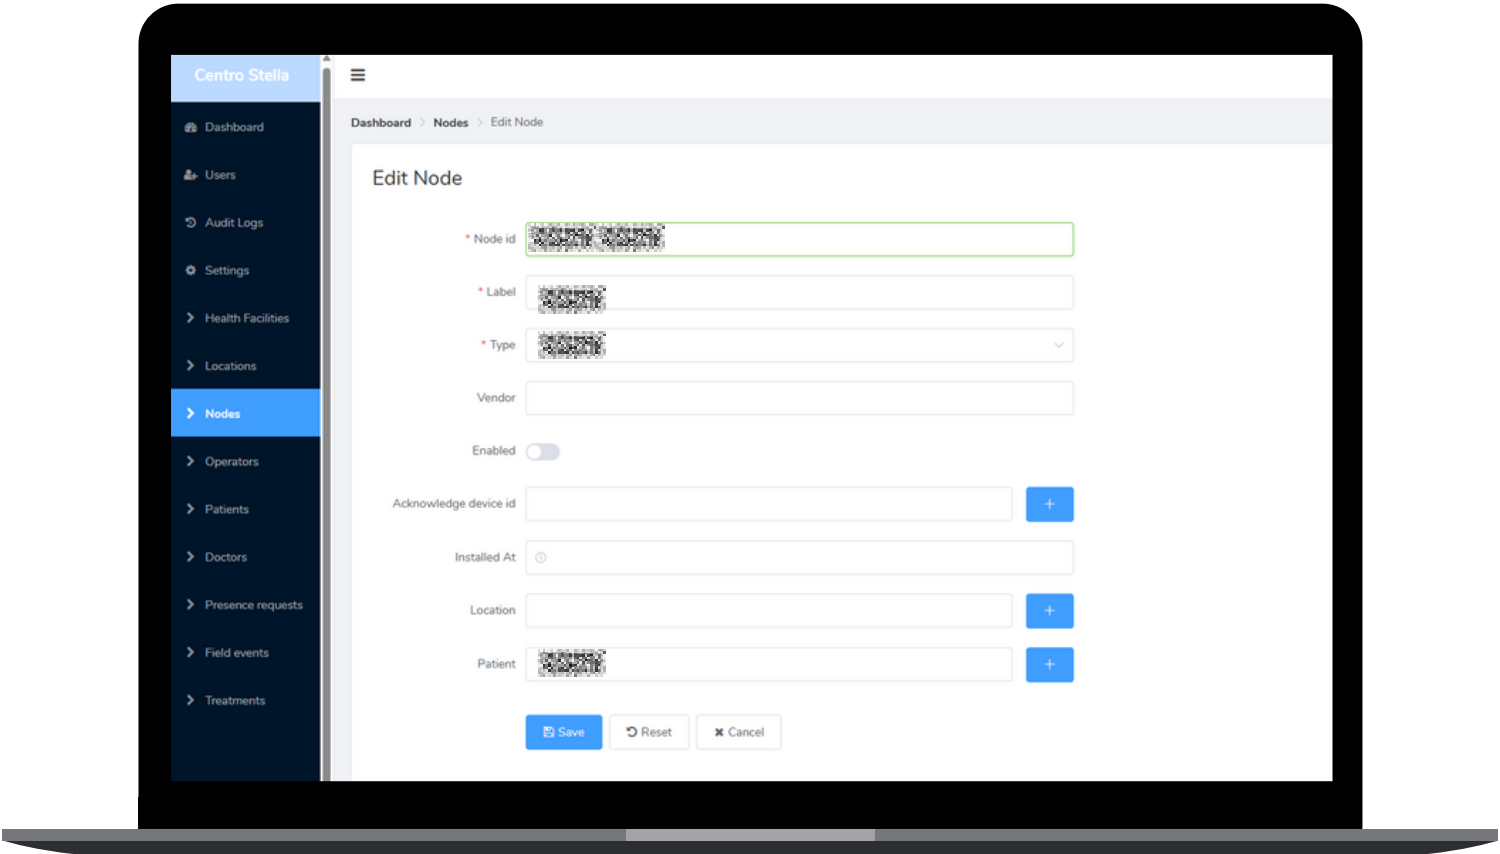 Centro Stella
Dashboard
Users
Audit Logs
Settings
Health Facilities
Locations
Nodes
Operators
Patients
Doctors
Presence requests
Field events
Treatments
Dashboard > Nodes > Edit Node
Edit Node
* Node id
* Label
* Type
Vendor
Enabled
Acknowledge device id
+
Installed At
Location
+
Patient
+
Save Reset Cancel